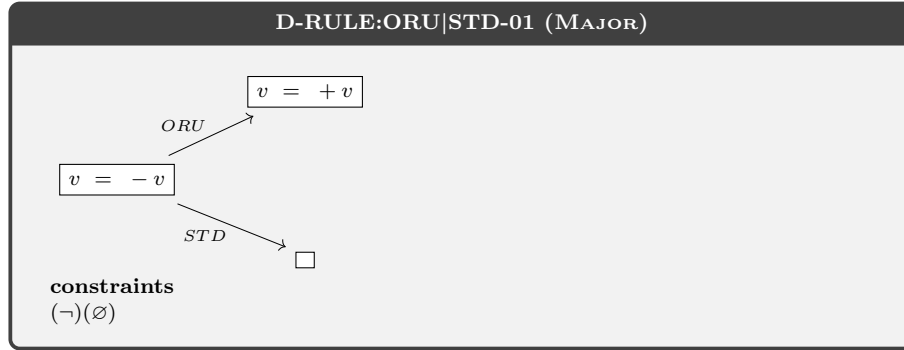 D-RULE:ORU|STD-01 (Major)
v = + v
ORU
v = − v
STD
constraints
(¬)(∅)